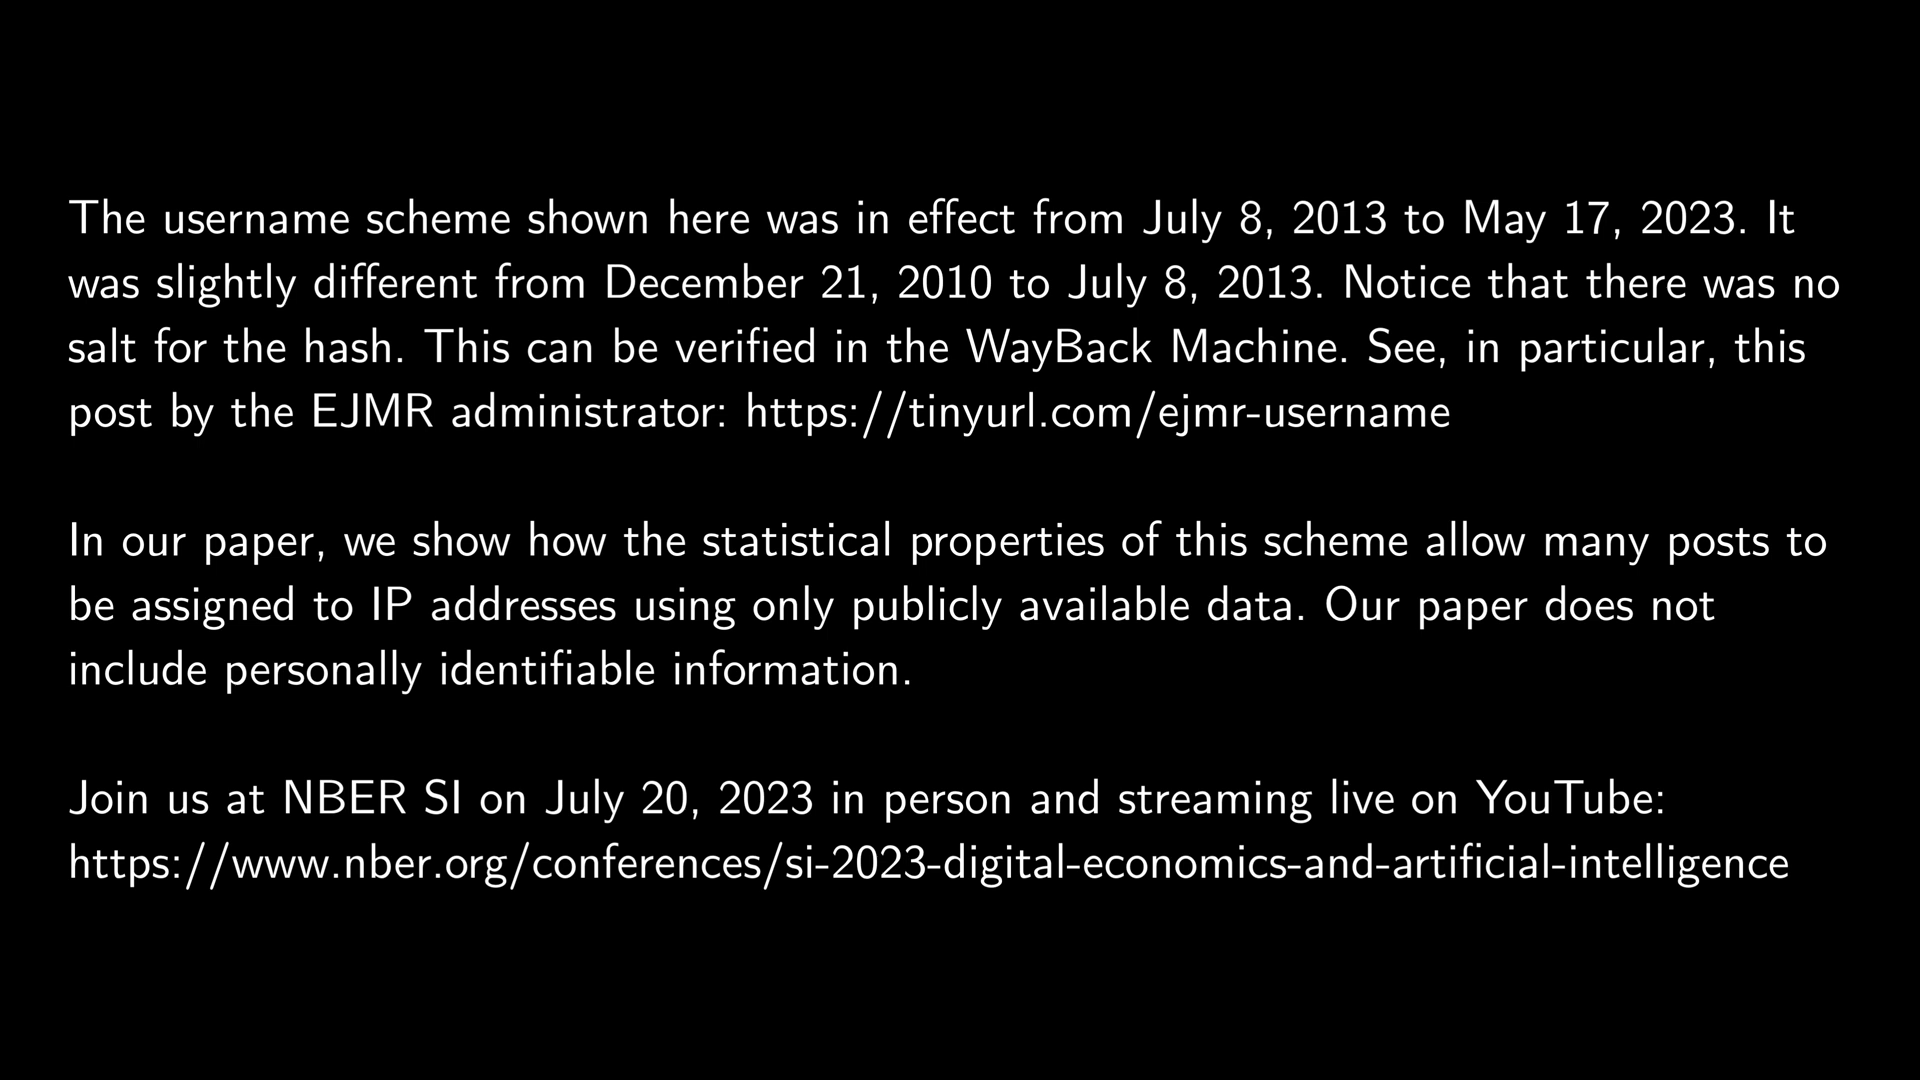 The username scheme shown here was in effect from July 8, 2013 to May 17, 2023. It
was slightly different from December 21, 2010 to July 8, 2013. Notice that there was no
salt for the hash. This can be verified in the WayBack Machine. See, in particular, this
post by the EJMR administrator: https://tinyurl.com/ejmr-username
In our paper, we show how the statistical properties of this scheme allow many posts to
be assigned to IP addresses using only publicly available data. Our paper does not
include personally identifiable information.
Join us at NBER SI on July 20, 2023 in person and streaming live on YouTube:
https://www.nber.org/conferences/si-2023-digital-economics-and-artificial-intelligence